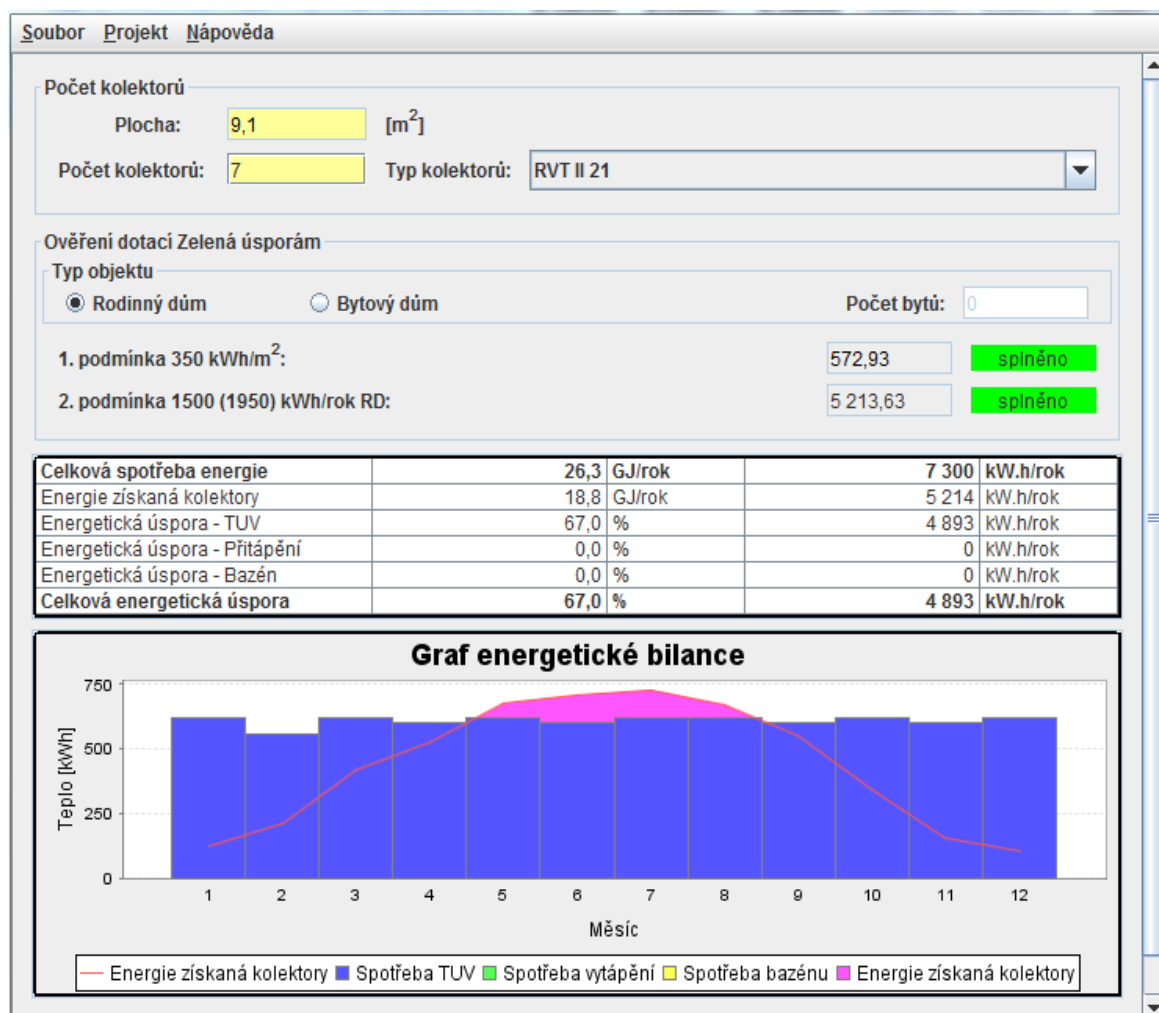 Soubor Projekt Nápověda
Počet kolektorů
Plocha: 9,1 [m²]
Počet kolektorů: 7 Typ kolektorů: RVT II 21
Ověření dotací Zelená úsporám
Typ objektu
Rodinný dům Bytový dům Počet bytů: 0
1. podmínka 350 kWh/m²: 572,93 splněno
2. podmínka 1500 (1950) kWh/rok RD: 5 213,63 splněno
Celková spotřeba energie 26,3 GJ/rok 7 300 kW.h/rok
Energie získaná kolektory 18,8 GJ/rok 5 214 kW.h/rok
Energetická úspora - TUV 67,0 % 4 893 kW.h/rok
Energetická úspora - Přitápění 0,0 % 0 kW.h/rok
Energetická úspora - Bazén 0,0 % 0 kW.h/rok
Celková energetická úspora 67,0 % 4 893 kW.h/rok
Graf energetické bilance
750
500
250
0
Teplo [kWh]
1 2 3 4 5 6 7 8 9 10 11 12
Měsíc
Energie získaná kolektory Spotřeba TUV Spotřeba vytápění Spotřeba bazénu Energie získaná kolektory